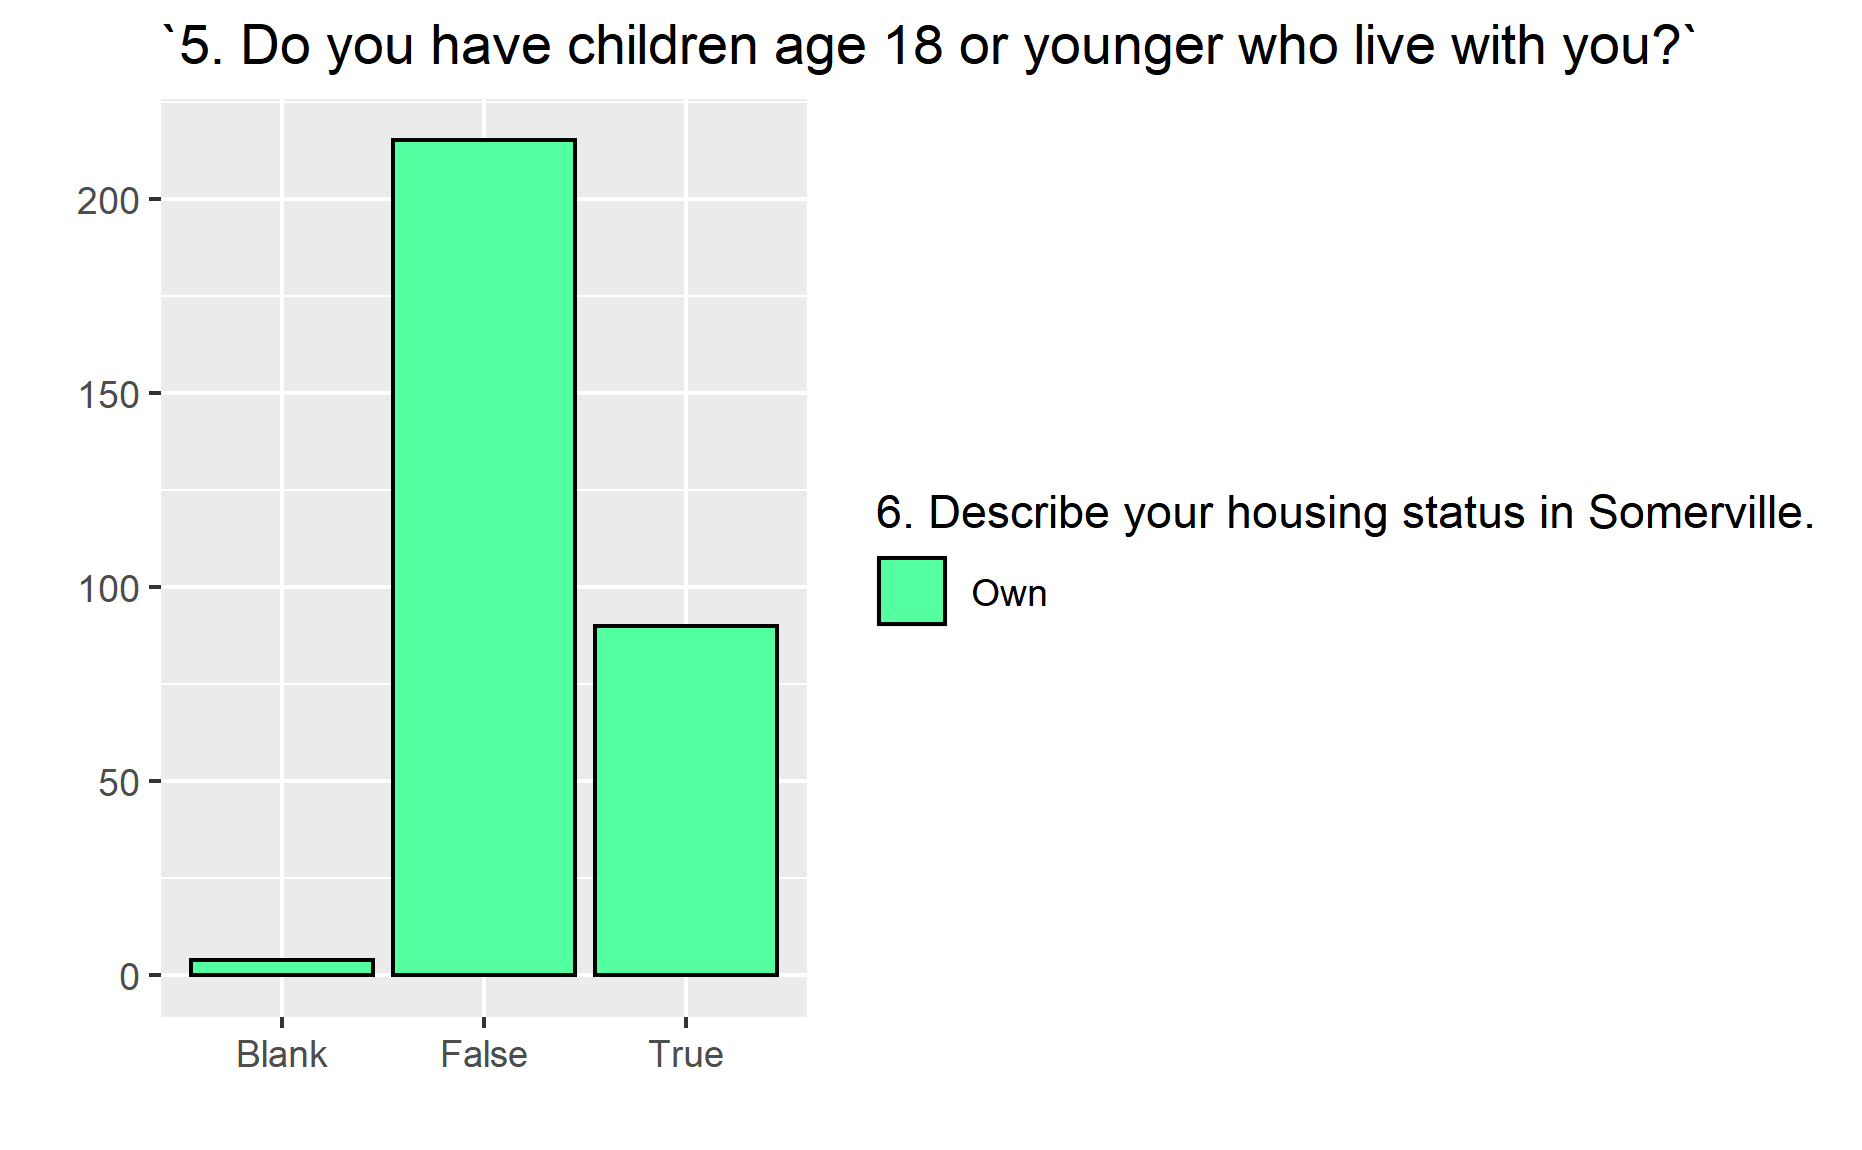 `5. Do you have children age 18 or younger who live with you?`
200
150
100
50
0
Blank False True
6. Describe your housing status in Somerville.
Own